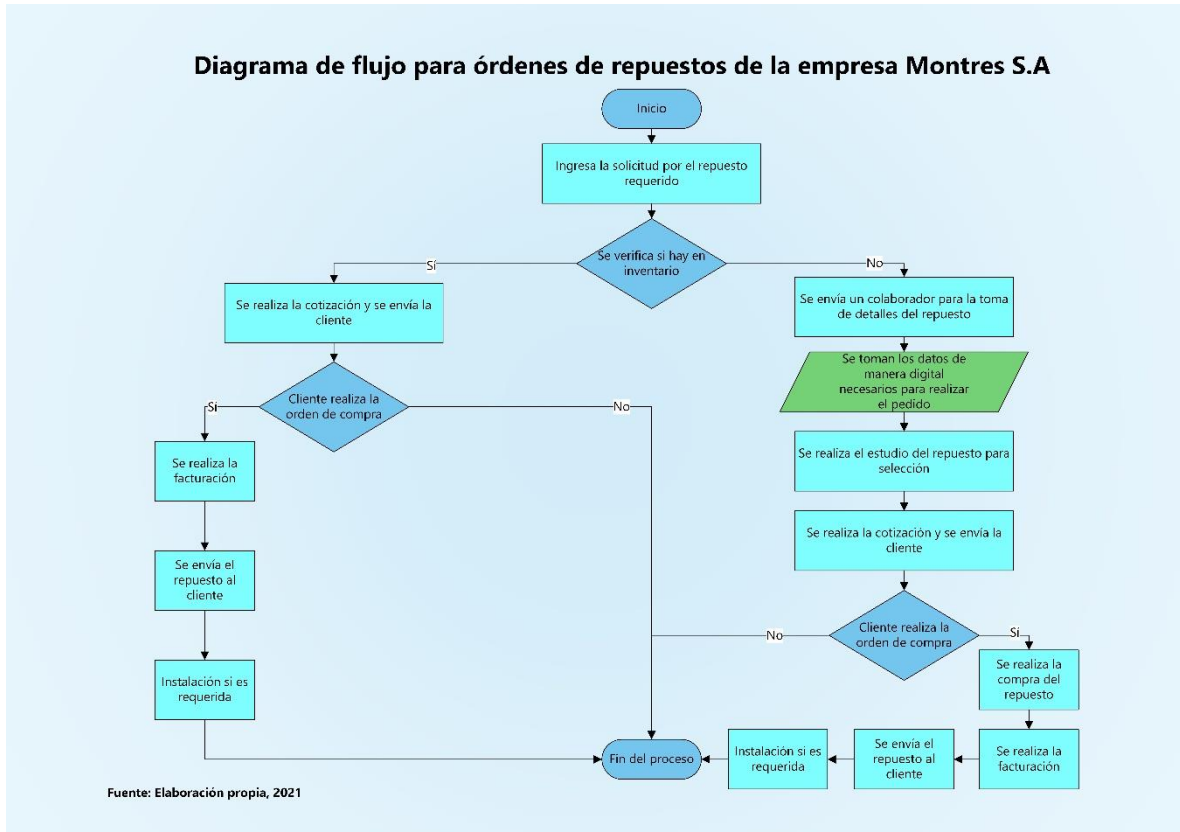 Diagrama de flujo para órdenes de repuestos de la empresa Montres S.A
Inicio
Ingresa la solicitud por el repuesto
requerido
Se verifica si hay en
inventario
Sí
No
Se realiza la cotización y se envía la
cliente
Cliente realiza la
orden de compra
Sí
No
Se realiza la
facturación
Se envía el
repuesto al
cliente
Instalación si es
requerida
Se envía un colaborador para la toma
de detalles del repuesto
Se toman los datos de
manera digital
necesarios para realizar
el pedido
Se realiza el estudio del repuesto para
selección
Se realiza la cotización y se envía la
cliente
Cliente realiza la
orden de compra
No
Sí
Se realiza la
compra del
repuesto
Se realiza la
facturación
Se envía el
repuesto al
cliente
Instalación si es
requerida
Fin del proceso
Fuente: Elaboración propia, 2021